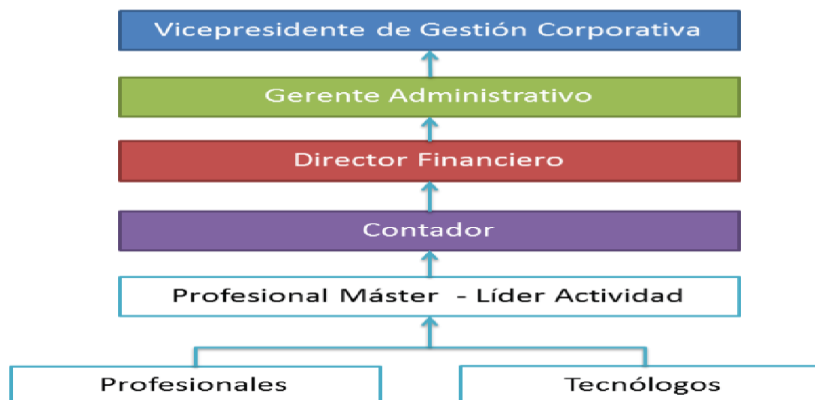 Vicepresidente de Gestión Corporativa
Gerente Administrativo
Director Financiero
Contador
Profesional Máster - Líder Actividad
Profesionales
Tecnólogos